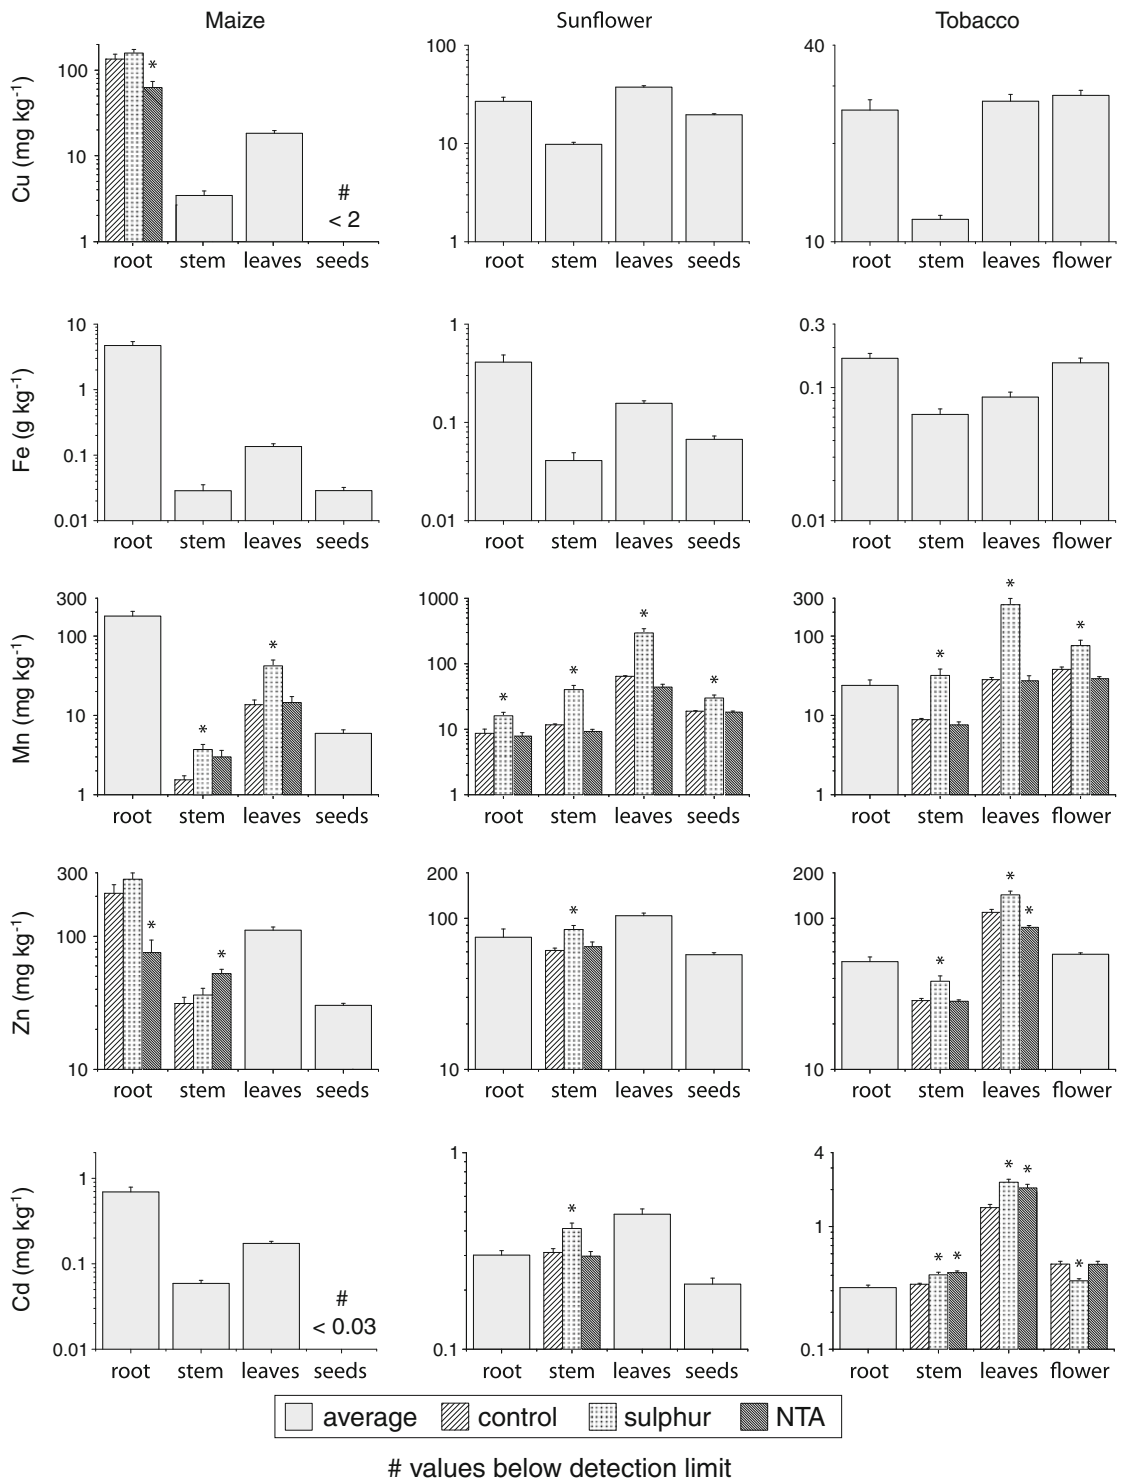 Maize Sunflower Tobacco
Cu (mg kg-1)
100
10
1
*
#
< 2
root stem leaves seeds
100
10
1
root stem leaves seeds
40
10
root stem leaves flower
Fe (g kg-1)
10
1
0.1
0.01
root stem leaves seeds
1
0.1
0.01
root stem leaves seeds
0.3
0.1
0.01
root stem leaves flower
Mn (mg kg-1)
300
100
10
1
* *
root stem leaves seeds
1000
100
10
1
* * * *
root stem leaves seeds
300
100
10
1
* * *
root stem leaves flower
Zn (mg kg-1)
300
100
10
* *
root stem leaves seeds
200
100
10
*
root stem leaves seeds
200
100
10
* * *
root stem leaves flower
Cd (mg kg-1)
1
0.1
0.01
#
< 0.03
root stem leaves seeds
1
0.1
*
root stem leaves seeds
4
1
0.1
* * * * *
root stem leaves flower
average control sulphur NTA
# values below detection limit